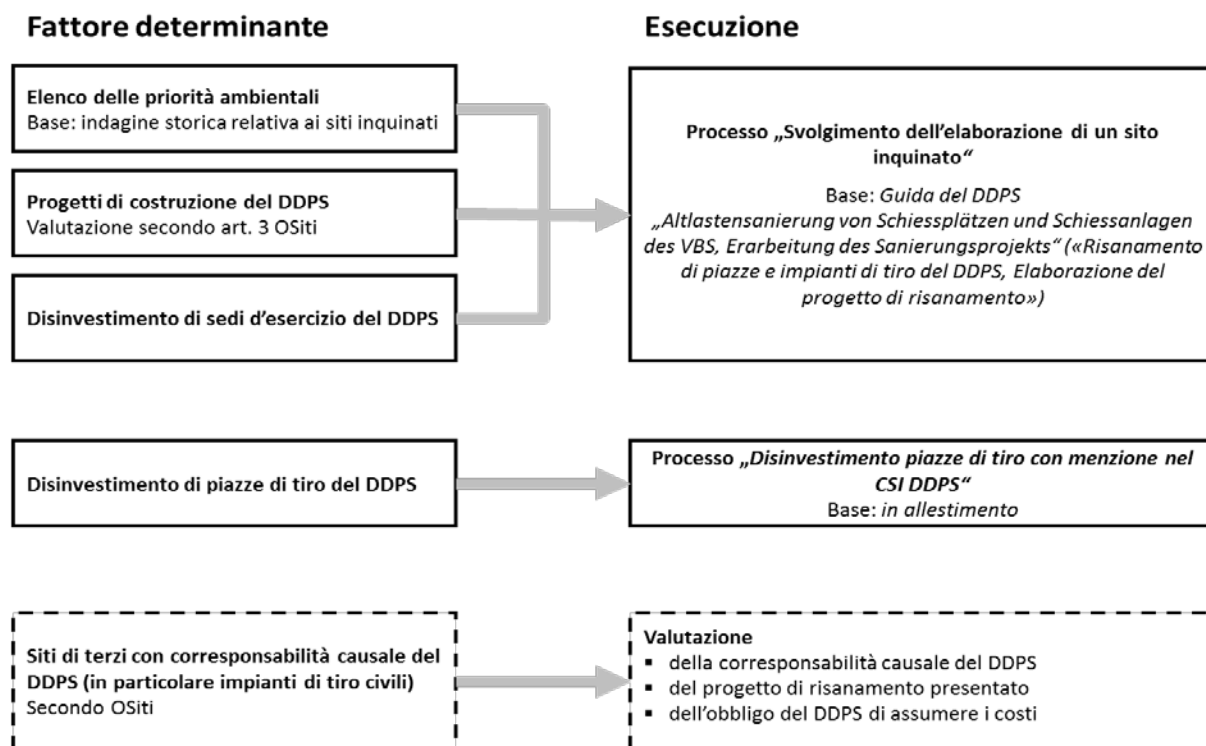 Fattore determinante
Esecuzione
Elenco delle priorità ambientali
Base: indagine storica relativa ai siti inquinati
Progetti di costruzione del DDPS
Valutazione secondo art. 3 OSiti
Disinvestimento di sedi d'esercizio del DDPS
Processo „Svolgimento dell'elaborazione di un sito
inquinato“
Base: Guida del DDPS
„Altlastensanierung von Schiessplätzen und Schiessanlagen
des VBS, Erarbeitung des Sanierungsprojekts“ («Risanamento
di piazze e impianti di tiro del DDPS, Elaborazione del
progetto di risanamento»)
Disinvestimento di piazze di tiro del DDPS
Processo „Disinvestimento piazze di tiro con menzione nel
CSI DDPS“
Base: in allestimento
Siti di terzi con corresponsabilità causale del
DDPS (in particolare impianti di tiro civili)
Secondo OSiti
Valutazione
▪ della corresponsabilità causale del DDPS
▪ del progetto di risanamento presentato
▪ dell'obbligo del DDPS di assumere i costi